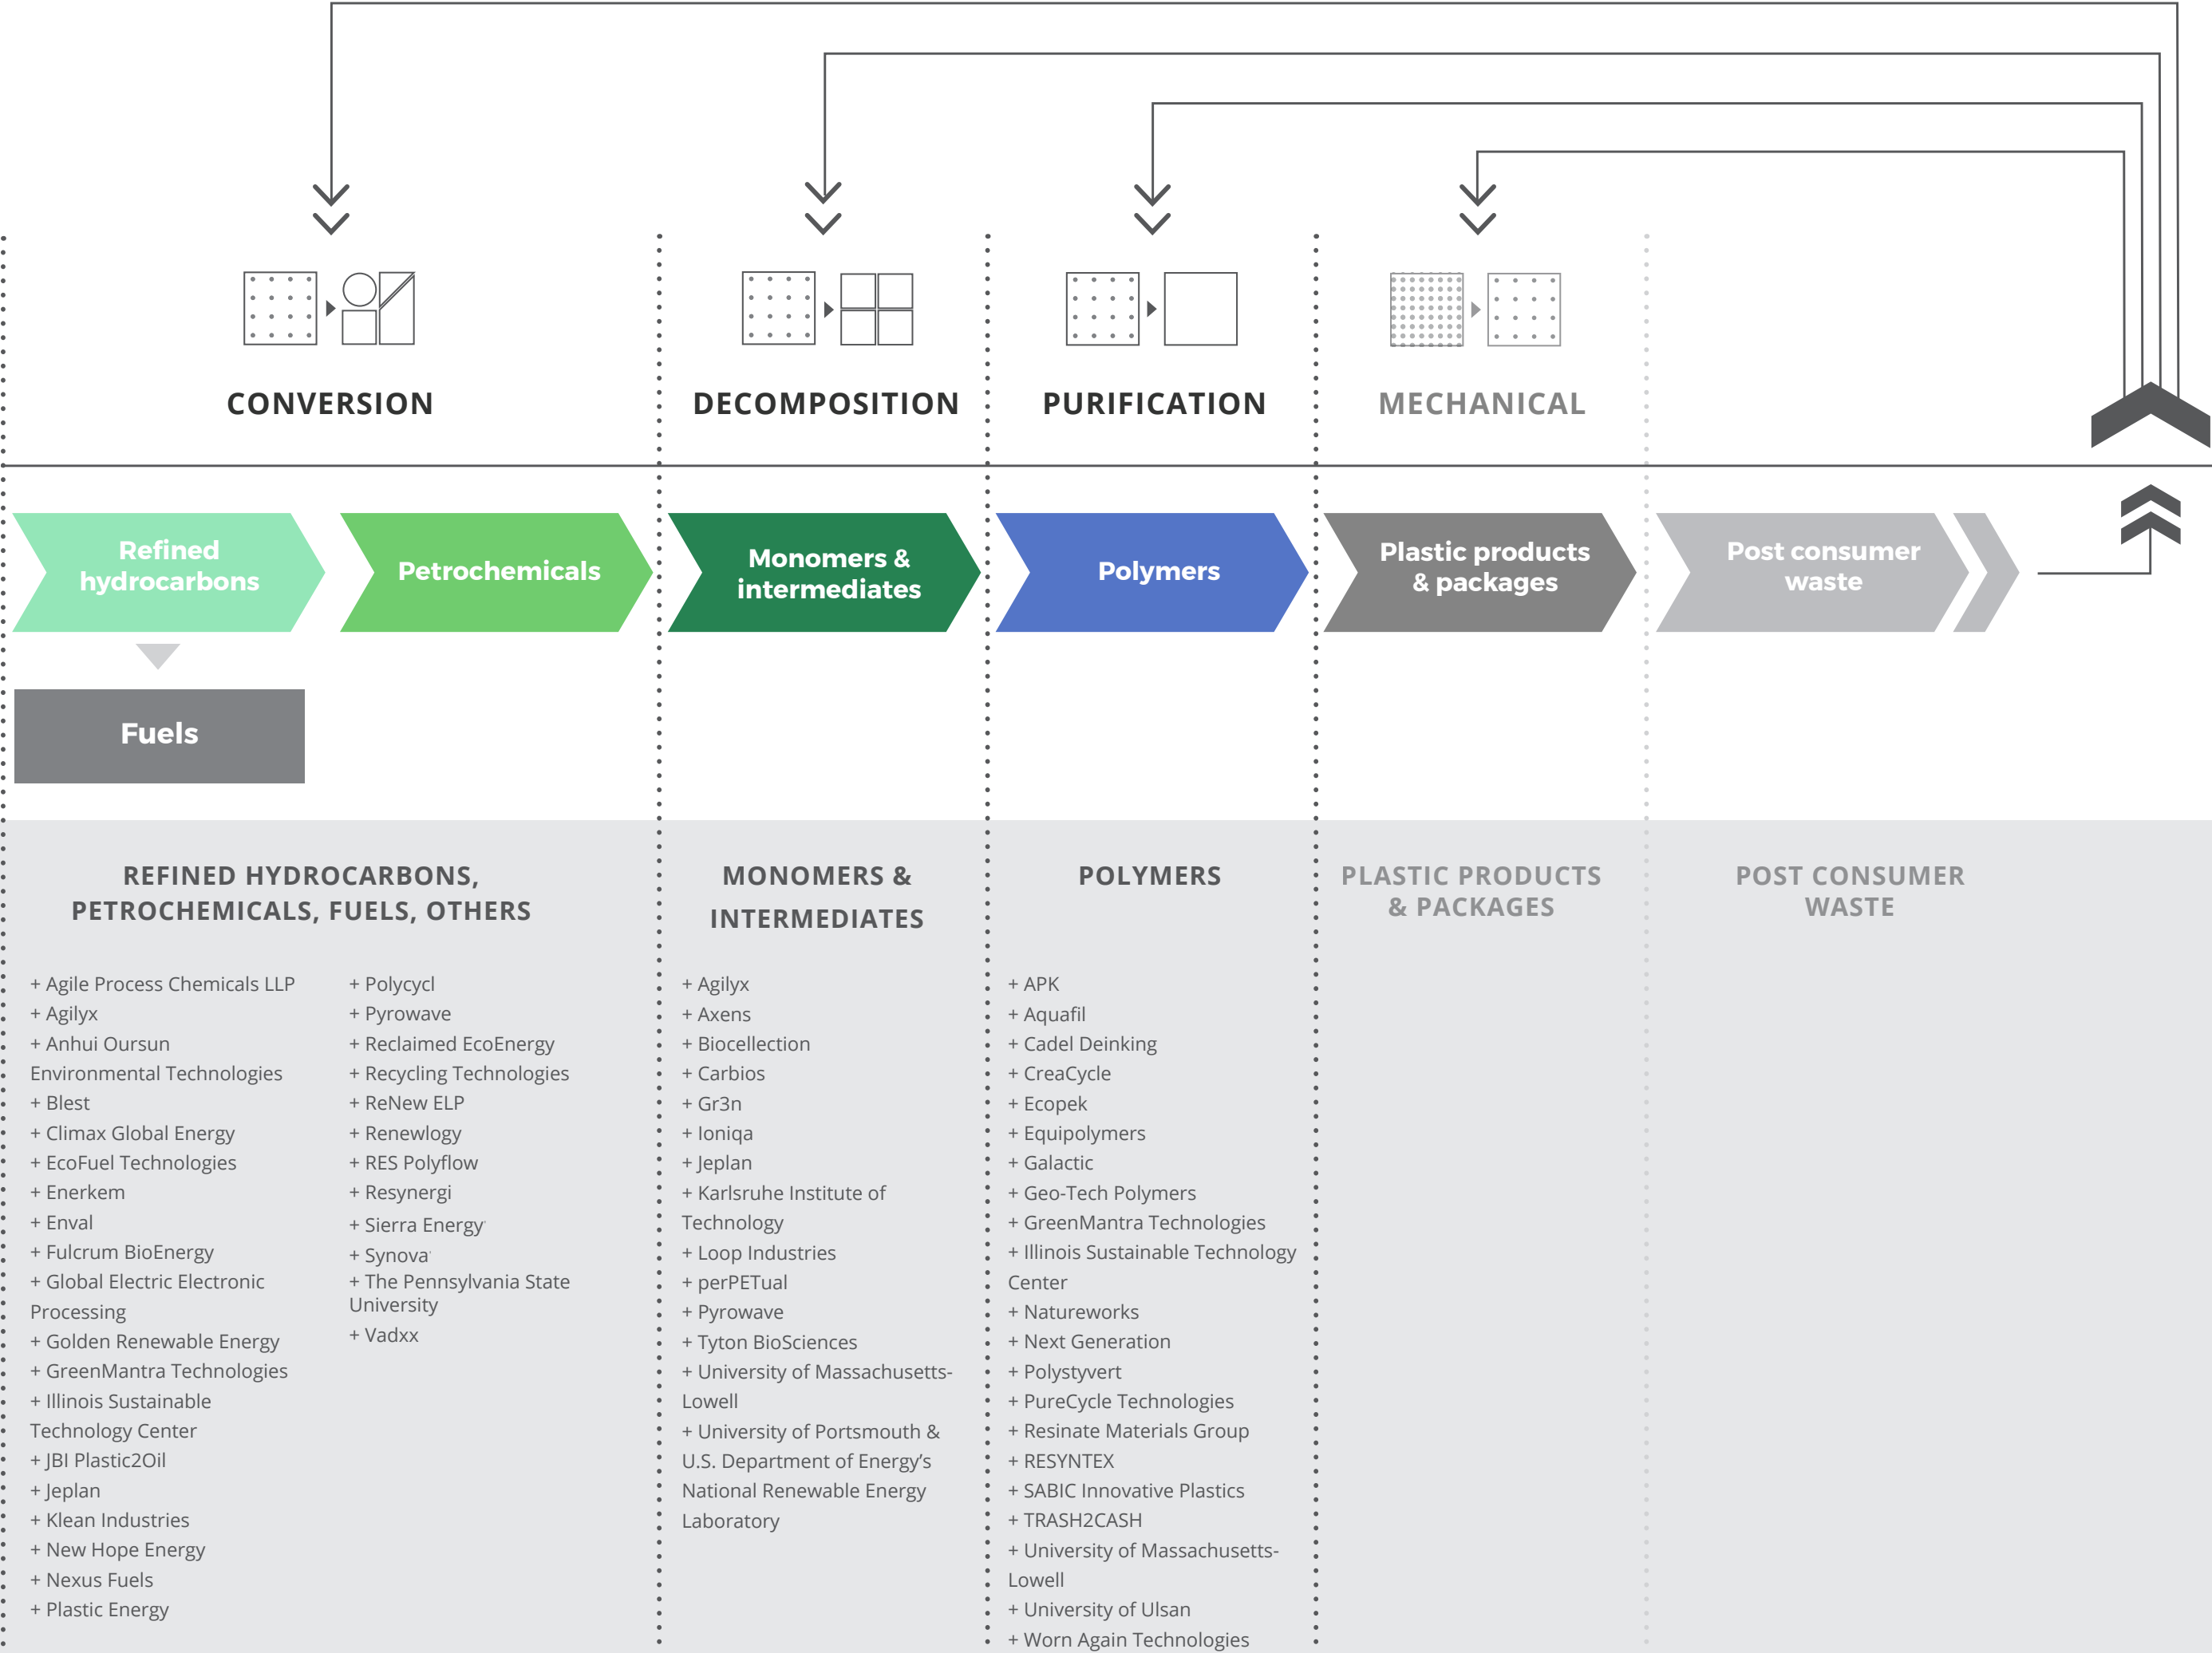 CONVERSION
DECOMPOSITION
PURIFICATION
MECHANICAL
Refined
hydrocarbons
Petrochemicals
Monomers &
intermediates
Polymers
Plastic products
& packages
Post consumer
waste
Fuels
REFINED HYDROCARBONS,
PETROCHEMICALS, FUELS, OTHERS
+ Agile Process Chemicals LLP
+ Agilyx
+ Anhui Oursun
Environmental Technologies
+ Blest
+ Climax Global Energy
+ EcoFuel Technologies
+ Enerkem
+ Enval
+ Fulcrum BioEnergy
+ Global Electric Electronic
Processing
+ Golden Renewable Energy
+ GreenMantra Technologies
+ Illinois Sustainable
Technology Center
+ JBI Plastic2Oil
+ Jeplan
+ Klean Industries
+ New Hope Energy
+ Nexus Fuels
+ Plastic Energy
+ Polycycl
+ Pyrowave
+ Reclaimed EcoEnergy
+ Recycling Technologies
+ ReNew ELP
+ Renewlogy
+ RES Polyflow
+ Resynergi
+ Sierra Energy
+ Synova
+ The Pennsylvania State
University
+ Vadxx
MONOMERS &
INTERMEDIATES
+ Agilyx
+ Axens
+ Biocellection
+ Carbios
+ Gr3n
+ Ioniqa
+ Jeplan
+ Karlsruhe Institute of
Technology
+ Loop Industries
+ perPETual
+ Pyrowave
+ Tyton BioSciences
+ University of Massachusetts-
Lowell
+ University of Portsmouth &
U.S. Department of Energy’s
National Renewable Energy
Laboratory
POLYMERS
+ APK
+ Aquafil
+ Cadel Deinking
+ CreaCycle
+ Ecopek
+ Equipolymers
+ Galactic
+ Geo-Tech Polymers
+ GreenMantra Technologies
+ Illinois Sustainable Technology
Center
+ Natureworks
+ Next Generation
+ Polystyvert
+ PureCycle Technologies
+ Resinate Materials Group
+ RESYNTEX
+ SABIC Innovative Plastics
+ TRASH2CASH
+ University of Massachusetts-
Lowell
+ University of Ulsan
+ Worn Again Technologies
PLASTIC PRODUCTS
& PACKAGES
POST CONSUMER
WASTE